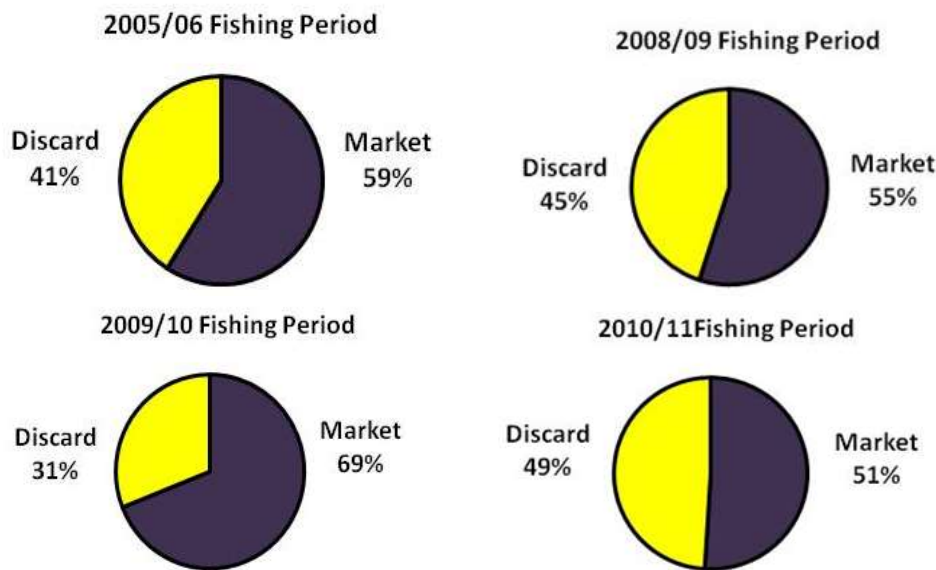 2005/06 Fishing Period
Discard
41%
Market
59%
2008/09 Fishing Period
Discard
45%
Market
55%
2009/10 Fishing Period
Discard
31%
Market
69%
2010/11Fishing Period
Discard
49%
Market
51%